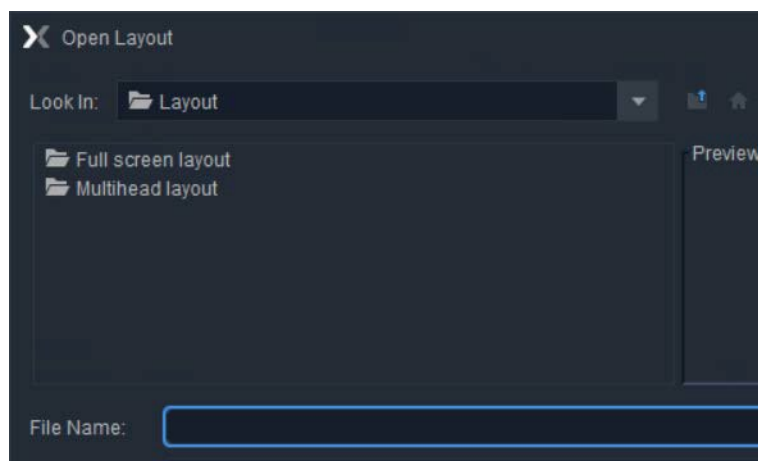 Open Layout
Look In: Layout
Full screen layout
Preview
Multihead layout
File Name: